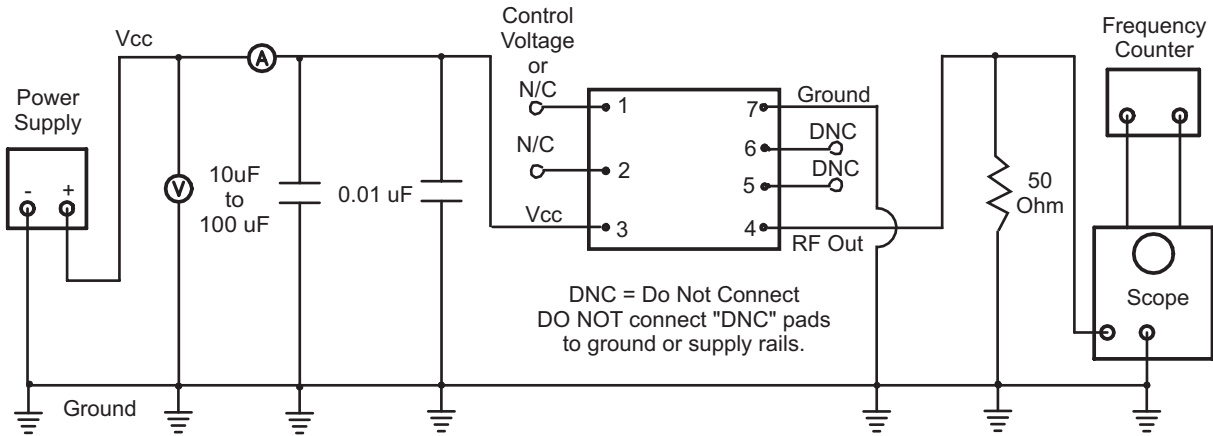 Vcc
Control
Voltage
or
N/C
Frequency
Counter
Power
Supply
- +
A
V
10uF
to
100 uF
0.01 uF
N/C
Vcc
1
2
3
7
6
5
4
Ground
DNC
DNC
RF Out
50
Ohm
Scope
DNC = Do Not Connect
DO NOT connect "DNC" pads
to ground or supply rails.
Ground